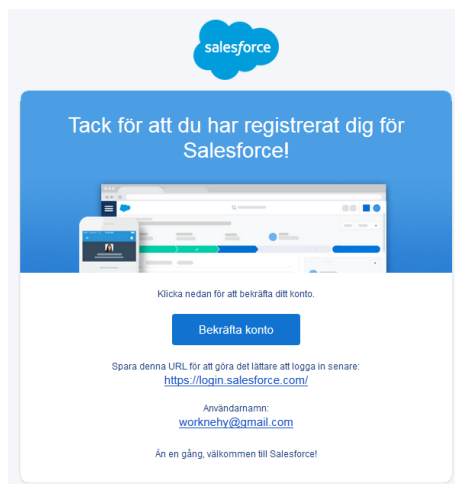 salesforce
Tack för att du har registrerat dig för
Salesforce!
Klicka nedan för att bekräfta ditt konto.
Bekräfta konto
Spara denna URL för att göra det lättare att logga in senare:
https://login.salesforce.com/
Användarnamn:
worknehy@gmail.com
Än en gång, välkommen till Salesforce!